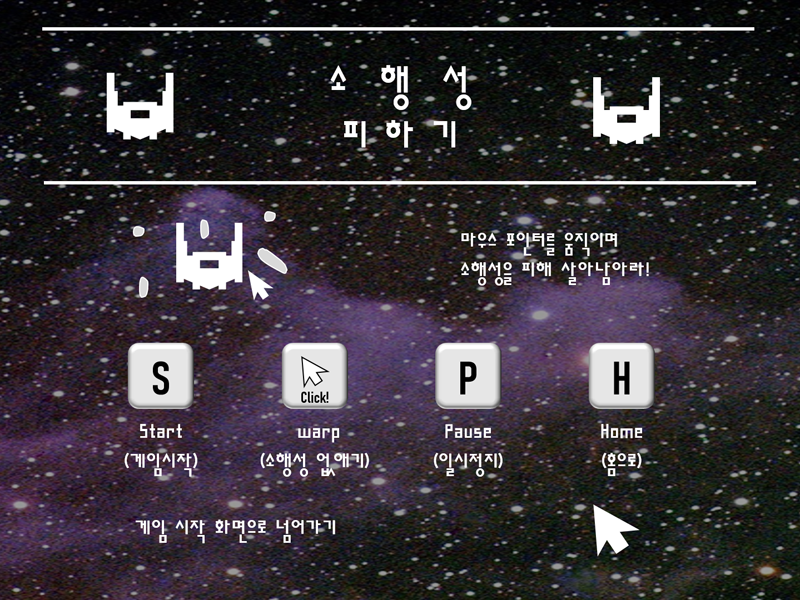 소 행 성
피 하 기
마우스 포인터를 움직이며
소행성을 피해 살아남아라!
S
Click!
P
H
Start
warp
Pause
Home
(게임시작)
(소행성 없애기)
(일시정지)
(홈으로)
게임 시작 화면으로 넘어가기